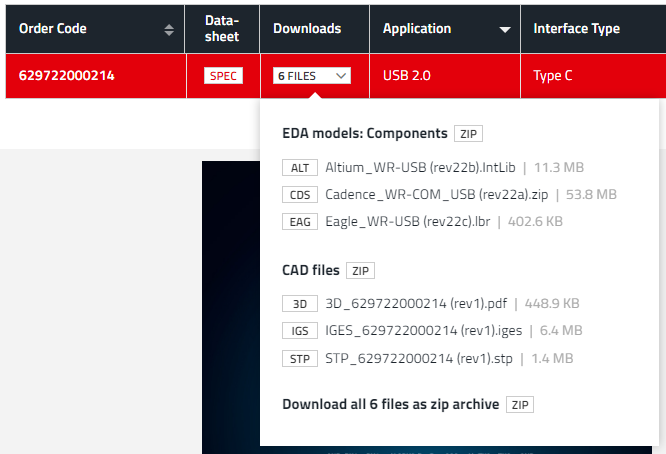 Order Code Data-sheet Downloads Application Interface Type
629722000214 SPEC 6 FILES USB 2.0 Type C
EDA models: Components ZIP
ALT Altium_WR-USB (rev22b).IntLib | 11.3 MB
CDS Cadence_WR-COM_USB (rev22a).zip | 53.8 MB
EAG Eagle_WR-USB (rev22c).lbr | 402.6 KB
CAD files ZIP
3D 3D_629722000214 (rev1).pdf | 448.9 KB
IGS IGES_629722000214 (rev1).iges | 6.4 MB
STP STP_629722000214 (rev1).stp | 1.4 MB
Download all 6 files as zip archive ZIP